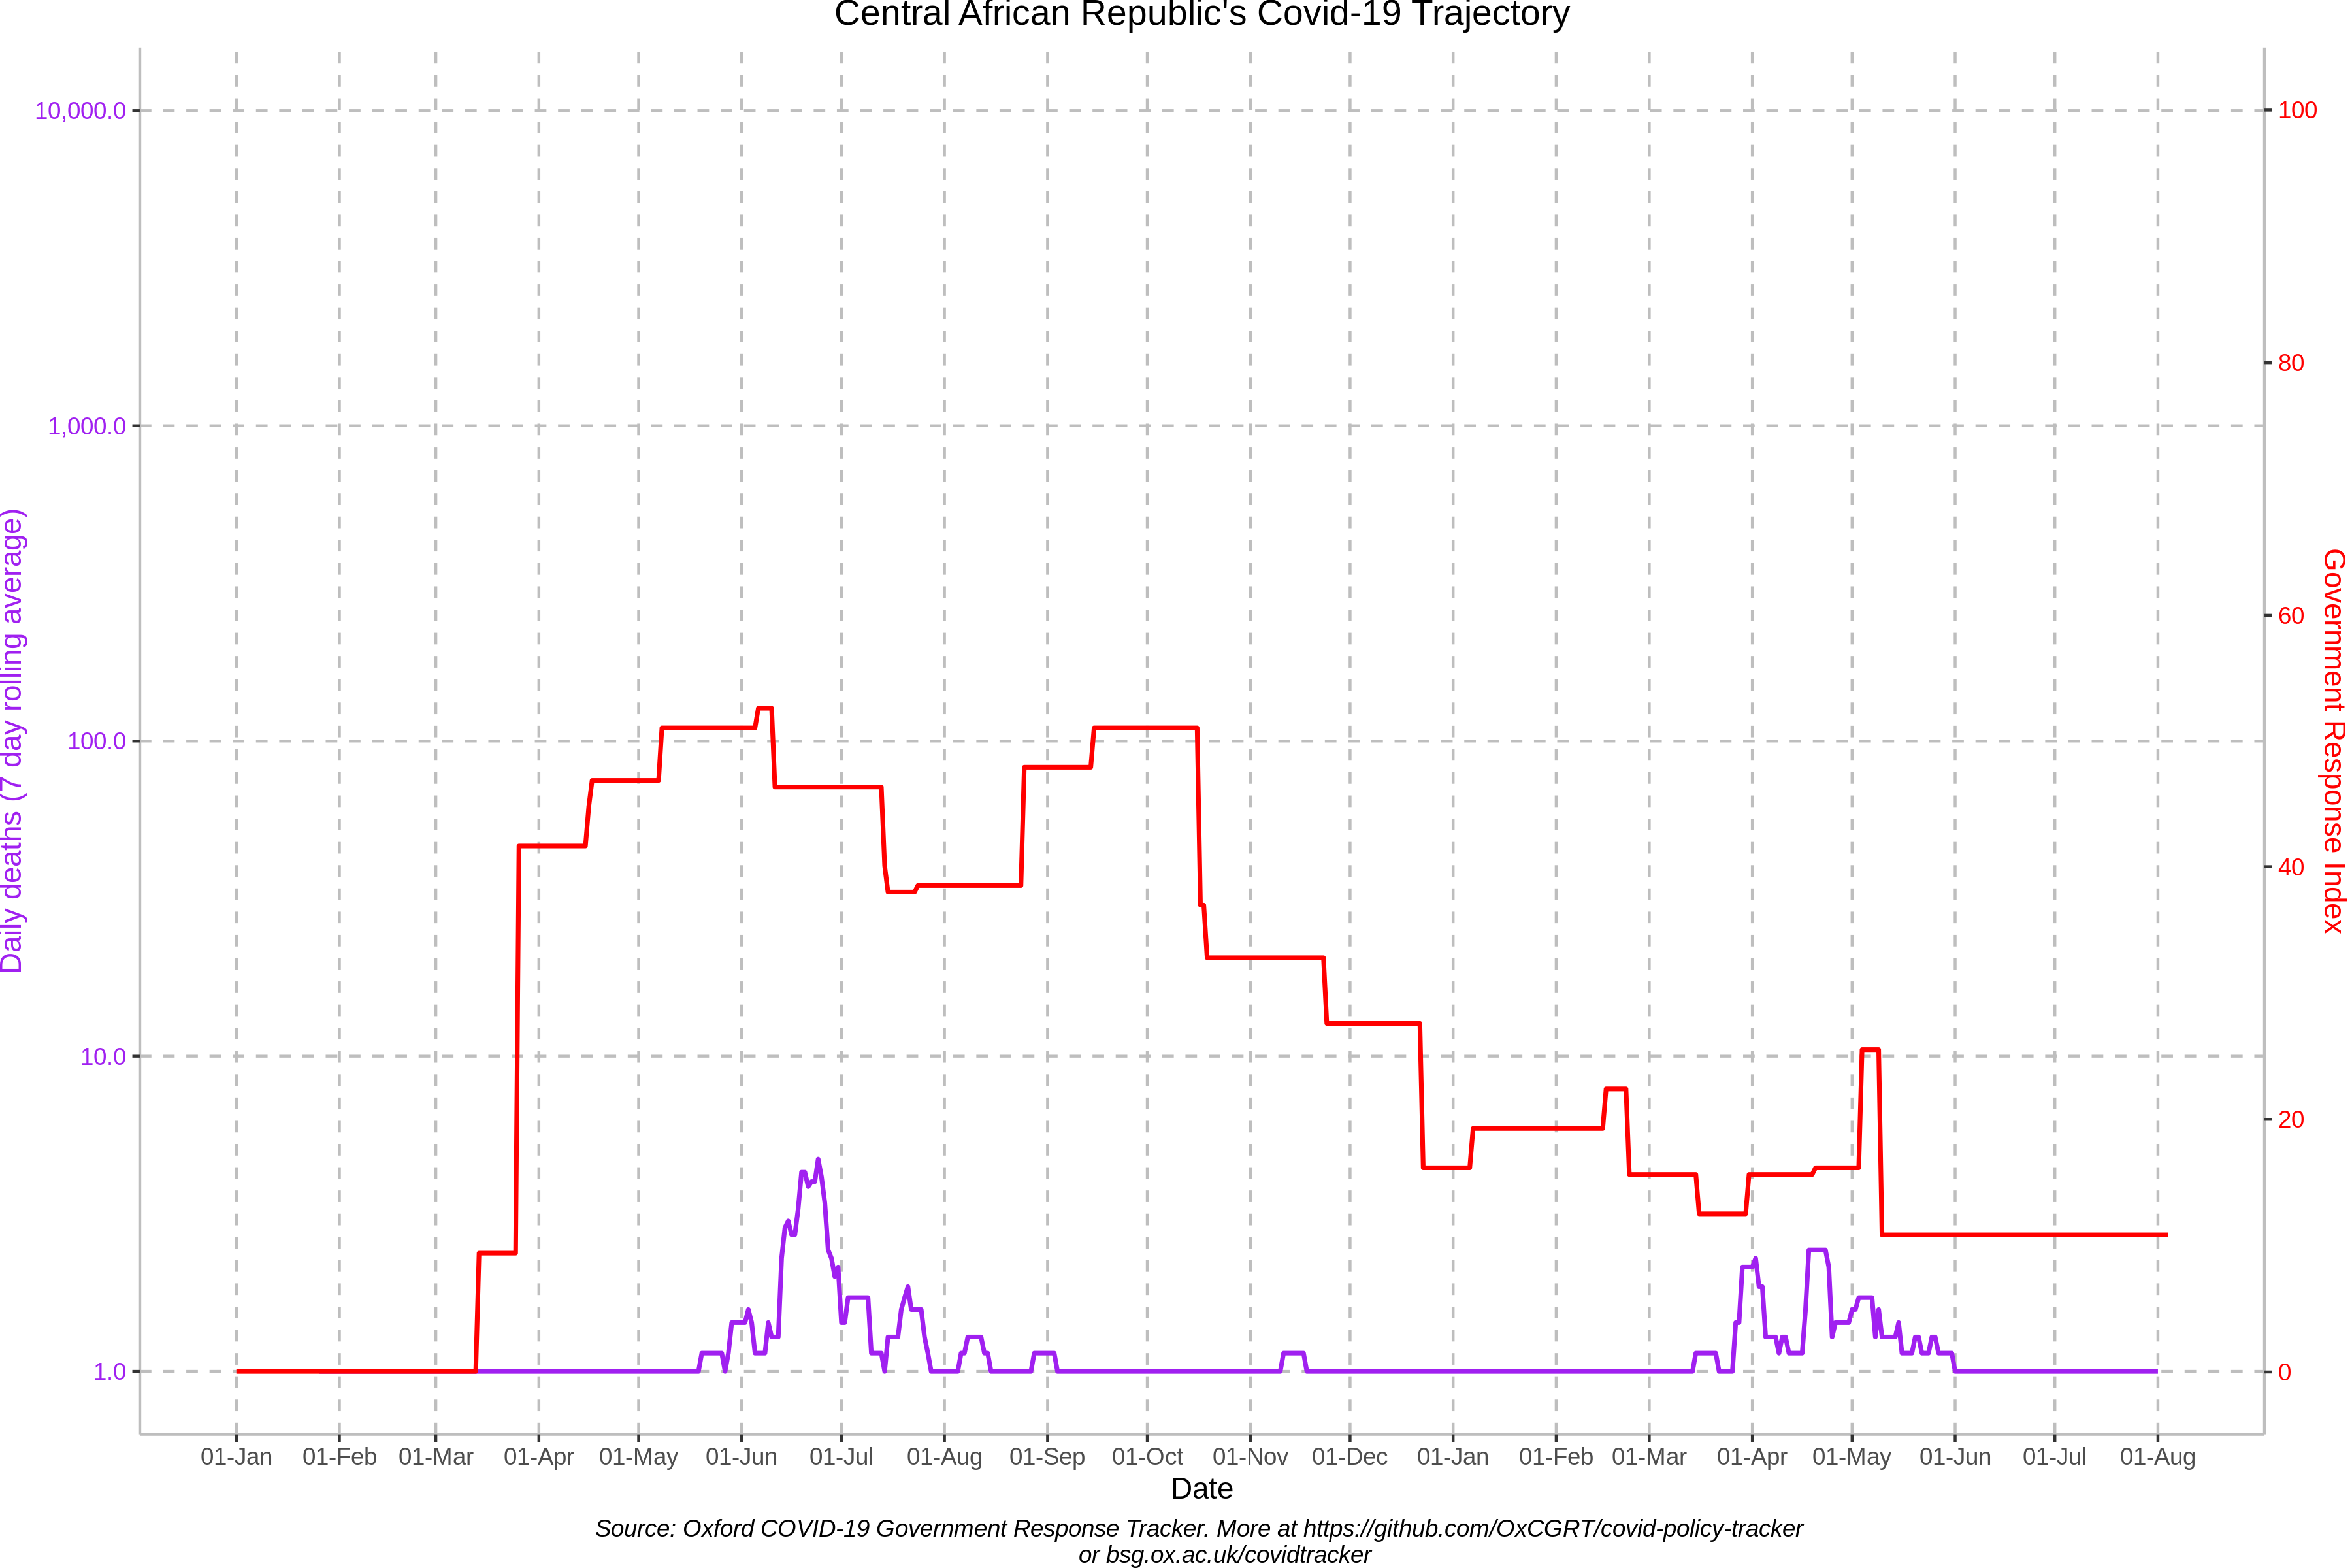 Central African Republic's Covid-19 Trajectory
10,000.0
1,000.0
100.0
10.0
1.0
Daily deaths (7 day rolling average)
100
80
60
40
20
0
Government Response Index
01-Jan 01-Feb 01-Mar 01-Apr 01-May 01-Jun 01-Jul 01-Aug 01-Sep 01-Oct 01-Nov 01-Dec 01-Jan 01-Feb 01-Mar 01-Apr 01-May 01-Jun 01-Jul 01-Aug
Date
Source: Oxford COVID-19 Government Response Tracker. More at https://github.com/OxCGRT/covid-policy-tracker
or bsg.ox.ac.uk/covidtracker